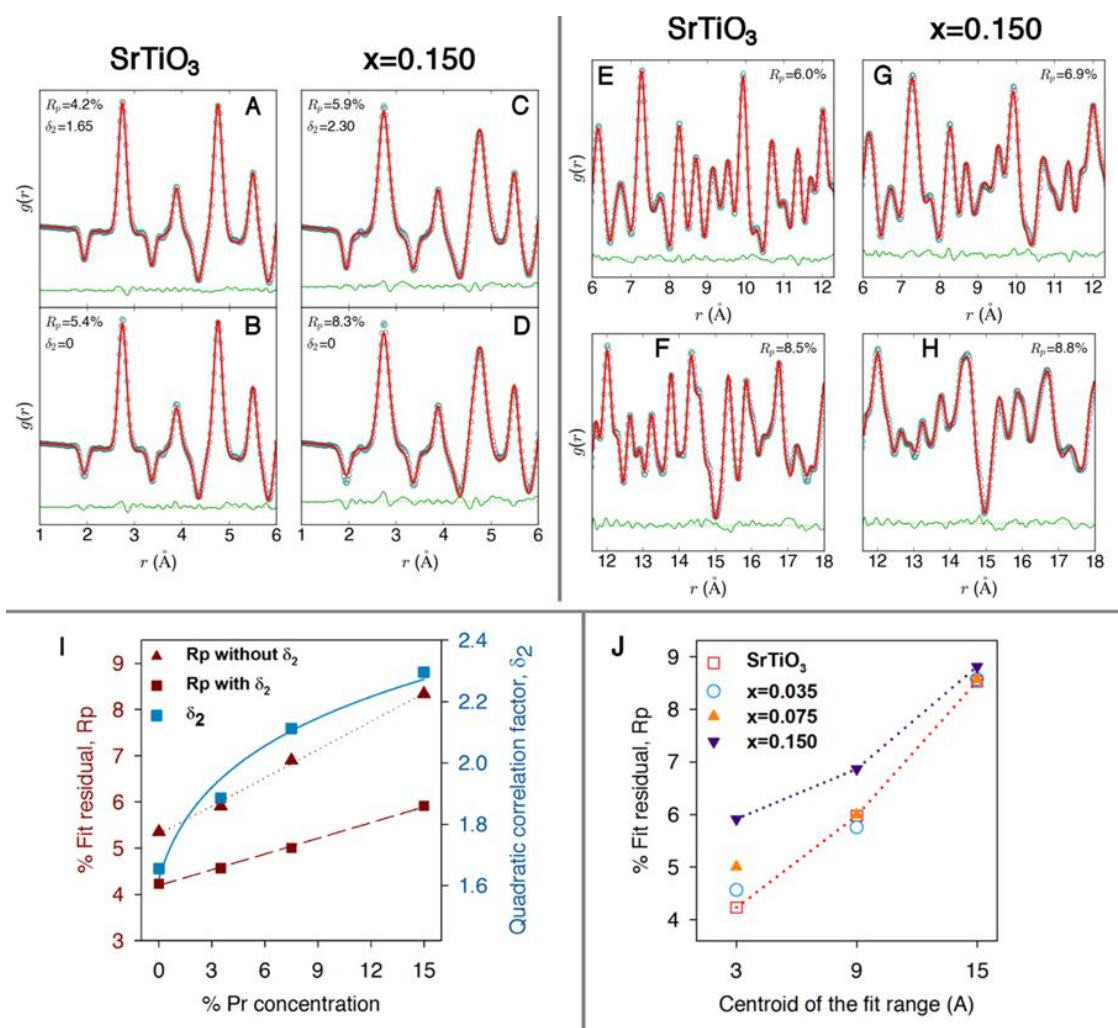 SrTiO3
x=0.150
SrTiO3
x=0.150
Rp=4.2%
δ2=1.65
A
g(r)
Rp=5.9%
δ2=2.30
C
Rp=5.4%
δ2=0
B
g(r)
1 2 3 4 5 6
r (Å)
Rp=8.3%
δ2=0
D
1 2 3 4 5 6
r (Å)
E
Rp=6.0%
g(r)
6 7 8 9 10 11 12
r (Å)
G
Rp=6.9%
6 7 8 9 10 11 12
r (Å)
F
Rp=8.5%
g(r)
12 13 14 15 16 17 18
r (Å)
H
Rp=8.8%
12 13 14 15 16 17 18
r (Å)
I
Rp without δ2
Rp with δ2
δ2
% Fit residual, Rp
9
8
7
6
5
4
3
Quadratic correlation factor, δ2
2.4
2.2
2.0
1.8
1.6
0 3 6 9 12 15
% Pr concentration
J
SrTiO3
x=0.035
x=0.075
x=0.150
% Fit residual, Rp
9
8
7
6
5
4
3 9 15
Centroid of the fit range (A)